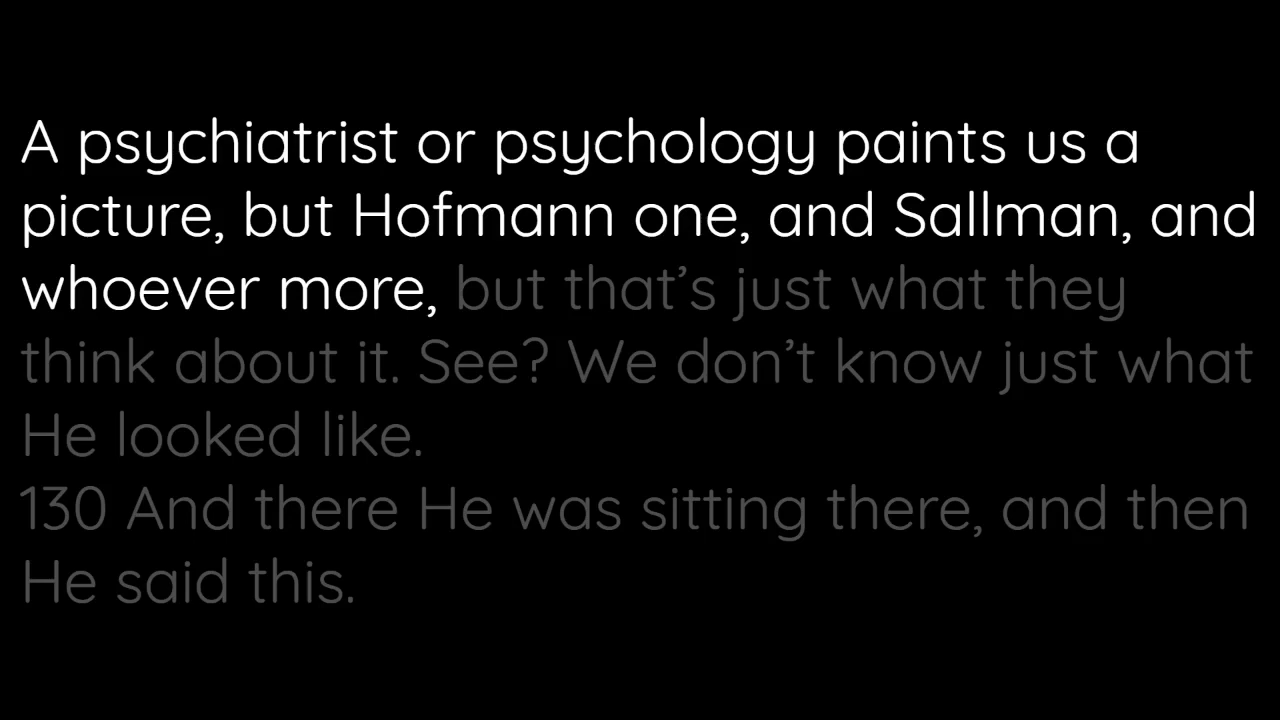 A psychiatrist or psychology paints us a
picture, but Hofmann one, and Sallman, and
whoever more, but that’s just what they
think about it. See? We don’t know just what
He looked like.
130 And there He was sitting there, and then
He said this.